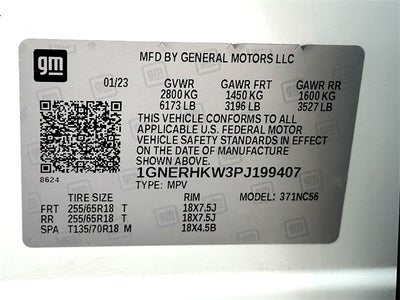 gm
MFD BY GENERAL MOTORS LLC
01/23 GVWR GAWR FRT GAWR RR
2800 KG 1450 KG 1600 KG
6173 LB 3196 LB 3527 LB
THIS VEHICLE CONFORMS TO ALL
APPLICABLE U.S. FEDERAL MOTOR
VEHICLE SAFETY STANDARDS IN EFFECT
ON THE DATE OF MANUFACTURE
SHOWN ABOVE.
8624 1GNERHKW3PJ199407
TYPE: MPV
TIRE SIZE RIM MODEL: 371NC56
FRT 255/65R18 T 18X7.5J
RR 255/65R18 T 18X7.5J
SPA T135/70R18 M 18X4.5B